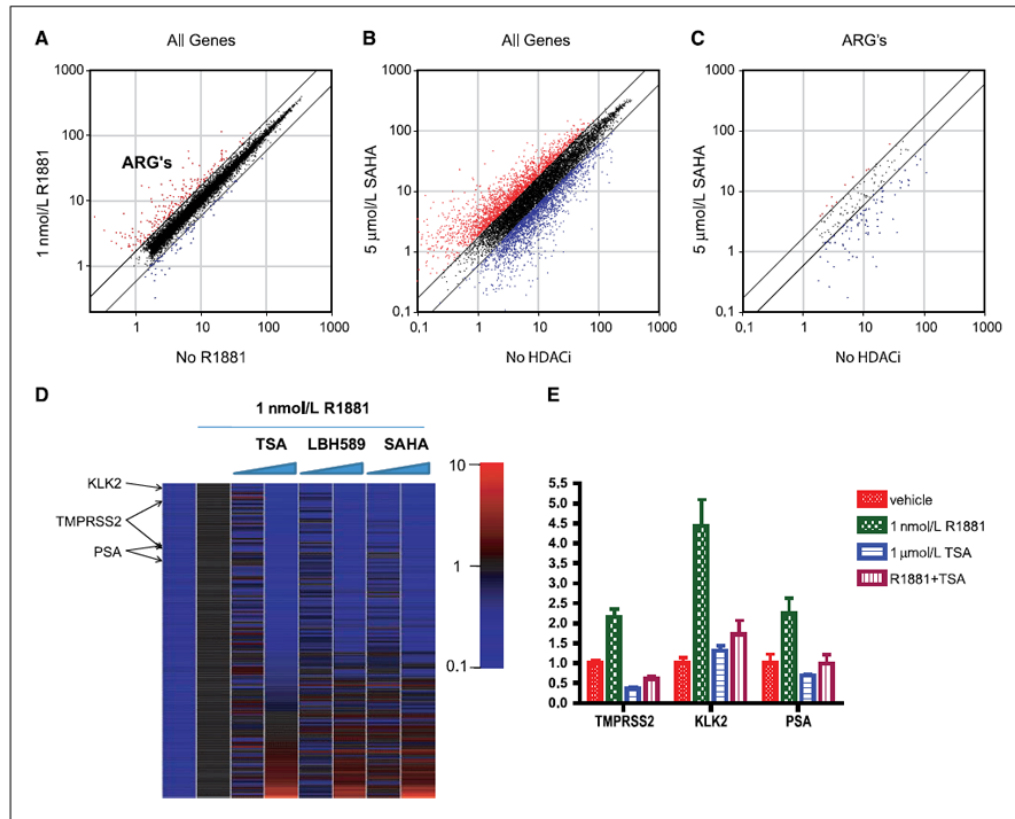 A
All Genes
1000
100
10
1
1 nmol/L R1881
ARG's
1
10
100
1000
No R1881
B
All Genes
1000
100
10
1
0.1
5 μmol/L SAHA
0,1
1
10
100
1000
No HDACi
C
ARG's
1000
100
10
1
0.1
5 μmol/L SAHA
0,1
1
10
100
1000
No HDACi
D
1 nmol/L R1881
TSA
LBH589
SAHA
KLK2
TMPRSS2
PSA
10
1
0.1
E
5.5
5.0
4.5
4.0
3.5
3.0
2.5
2.0
1.5
1.0
0.5
0.0
TMPRSS2
KLK2
PSA
vehicle
1 nmol/L R1881
1 μmol/L TSA
R1881+TSA